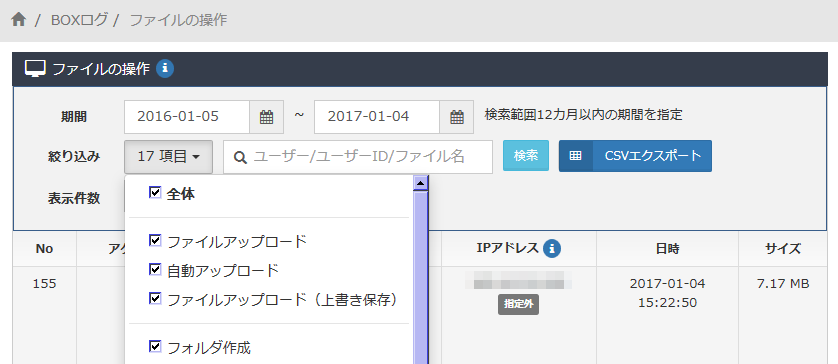 / BOXログ / ファイルの操作
ファイルの操作
期間 2016-01-05 ~ 2017-01-04 検索範囲12カ月以内の期間を指定
絞り込み 17 項目 ユーザー/ユーザーID/ファイル名 検索 CSVエクスポート
表示件数
全体
ファイルアップロード
自動アップロード
ファイルアップロード（上書き保存）
フォルダ作成
No IPアドレス 日時 サイズ
155 2017-01-04 7.17 MB
指定外 15:22:50